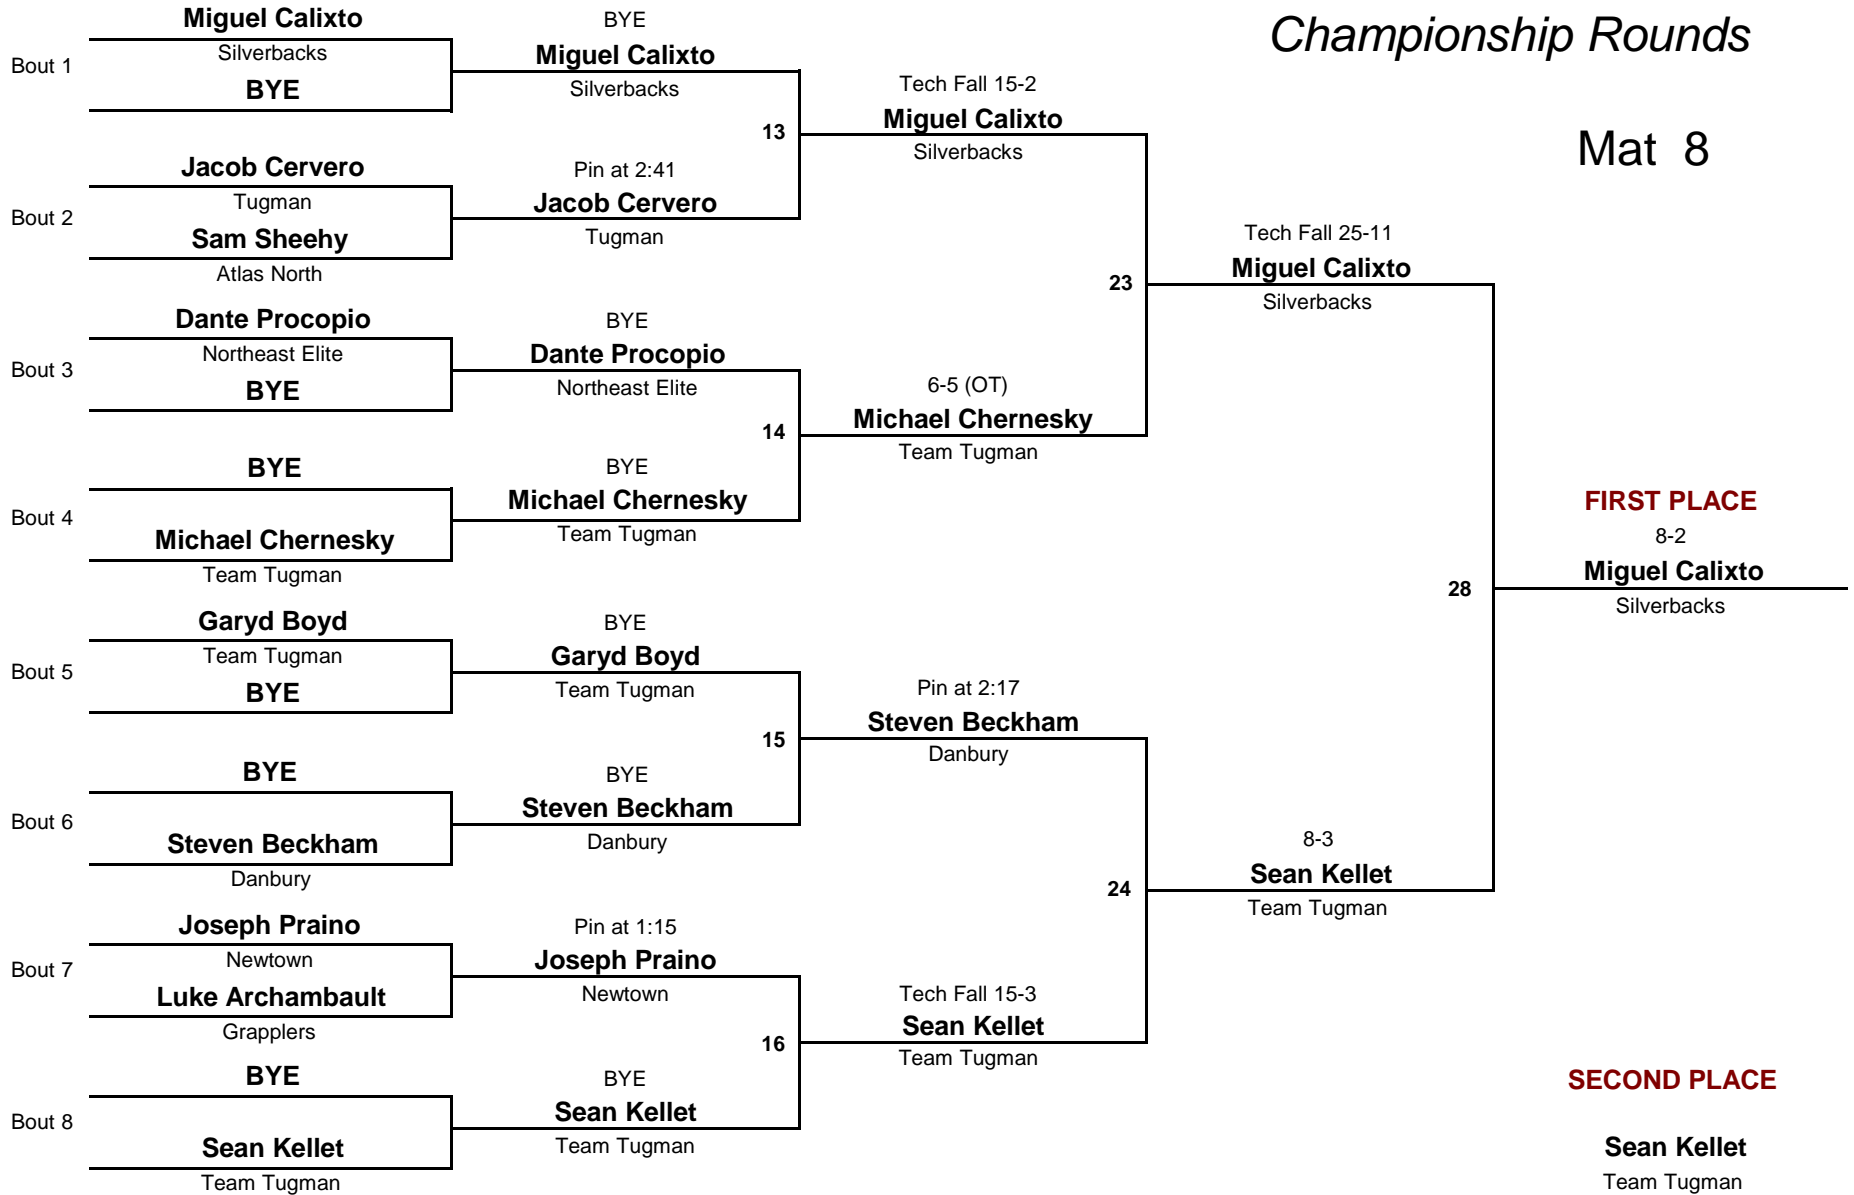 Championship Rounds
Mat 8
Bout 1
Miguel Calixto
Silverbacks
BYE
Bout 2
Jacob Cervero
Tugman
Sam Sheehy
Atlas North
Bout 3
Dante Procopio
Northeast Elite
BYE
Bout 4
BYE
Michael Chernesky
Team Tugman
Bout 5
Garyd Boyd
Team Tugman
BYE
Bout 6
BYE
Steven Beckham
Danbury
Bout 7
Joseph Praino
Newtown
Luke Archambault
Grapplers
Bout 8
BYE
Sean Kellet
Team Tugman
BYE
Miguel Calixto
Silverbacks
13
Pin at 2:41
Jacob Cervero
Tugman
BYE
Dante Procopio
Northeast Elite
14
BYE
Michael Chernesky
Team Tugman
BYE
Garyd Boyd
Team Tugman
15
BYE
Steven Beckham
Danbury
Pin at 1:15
Joseph Praino
Newtown
16
BYE
Sean Kellet
Team Tugman
Tech Fall 15-2
Miguel Calixto
Silverbacks
23
6-5 (OT)
Michael Chernesky
Team Tugman
Pin at 2:17
Steven Beckham
Danbury
24
Tech Fall 15-3
Sean Kellet
Team Tugman
Tech Fall 25-11
Miguel Calixto
Silverbacks
28
8-3
Sean Kellet
Team Tugman
FIRST PLACE
8-2
Miguel Calixto
Silverbacks
SECOND PLACE
Sean Kellet
Team Tugman